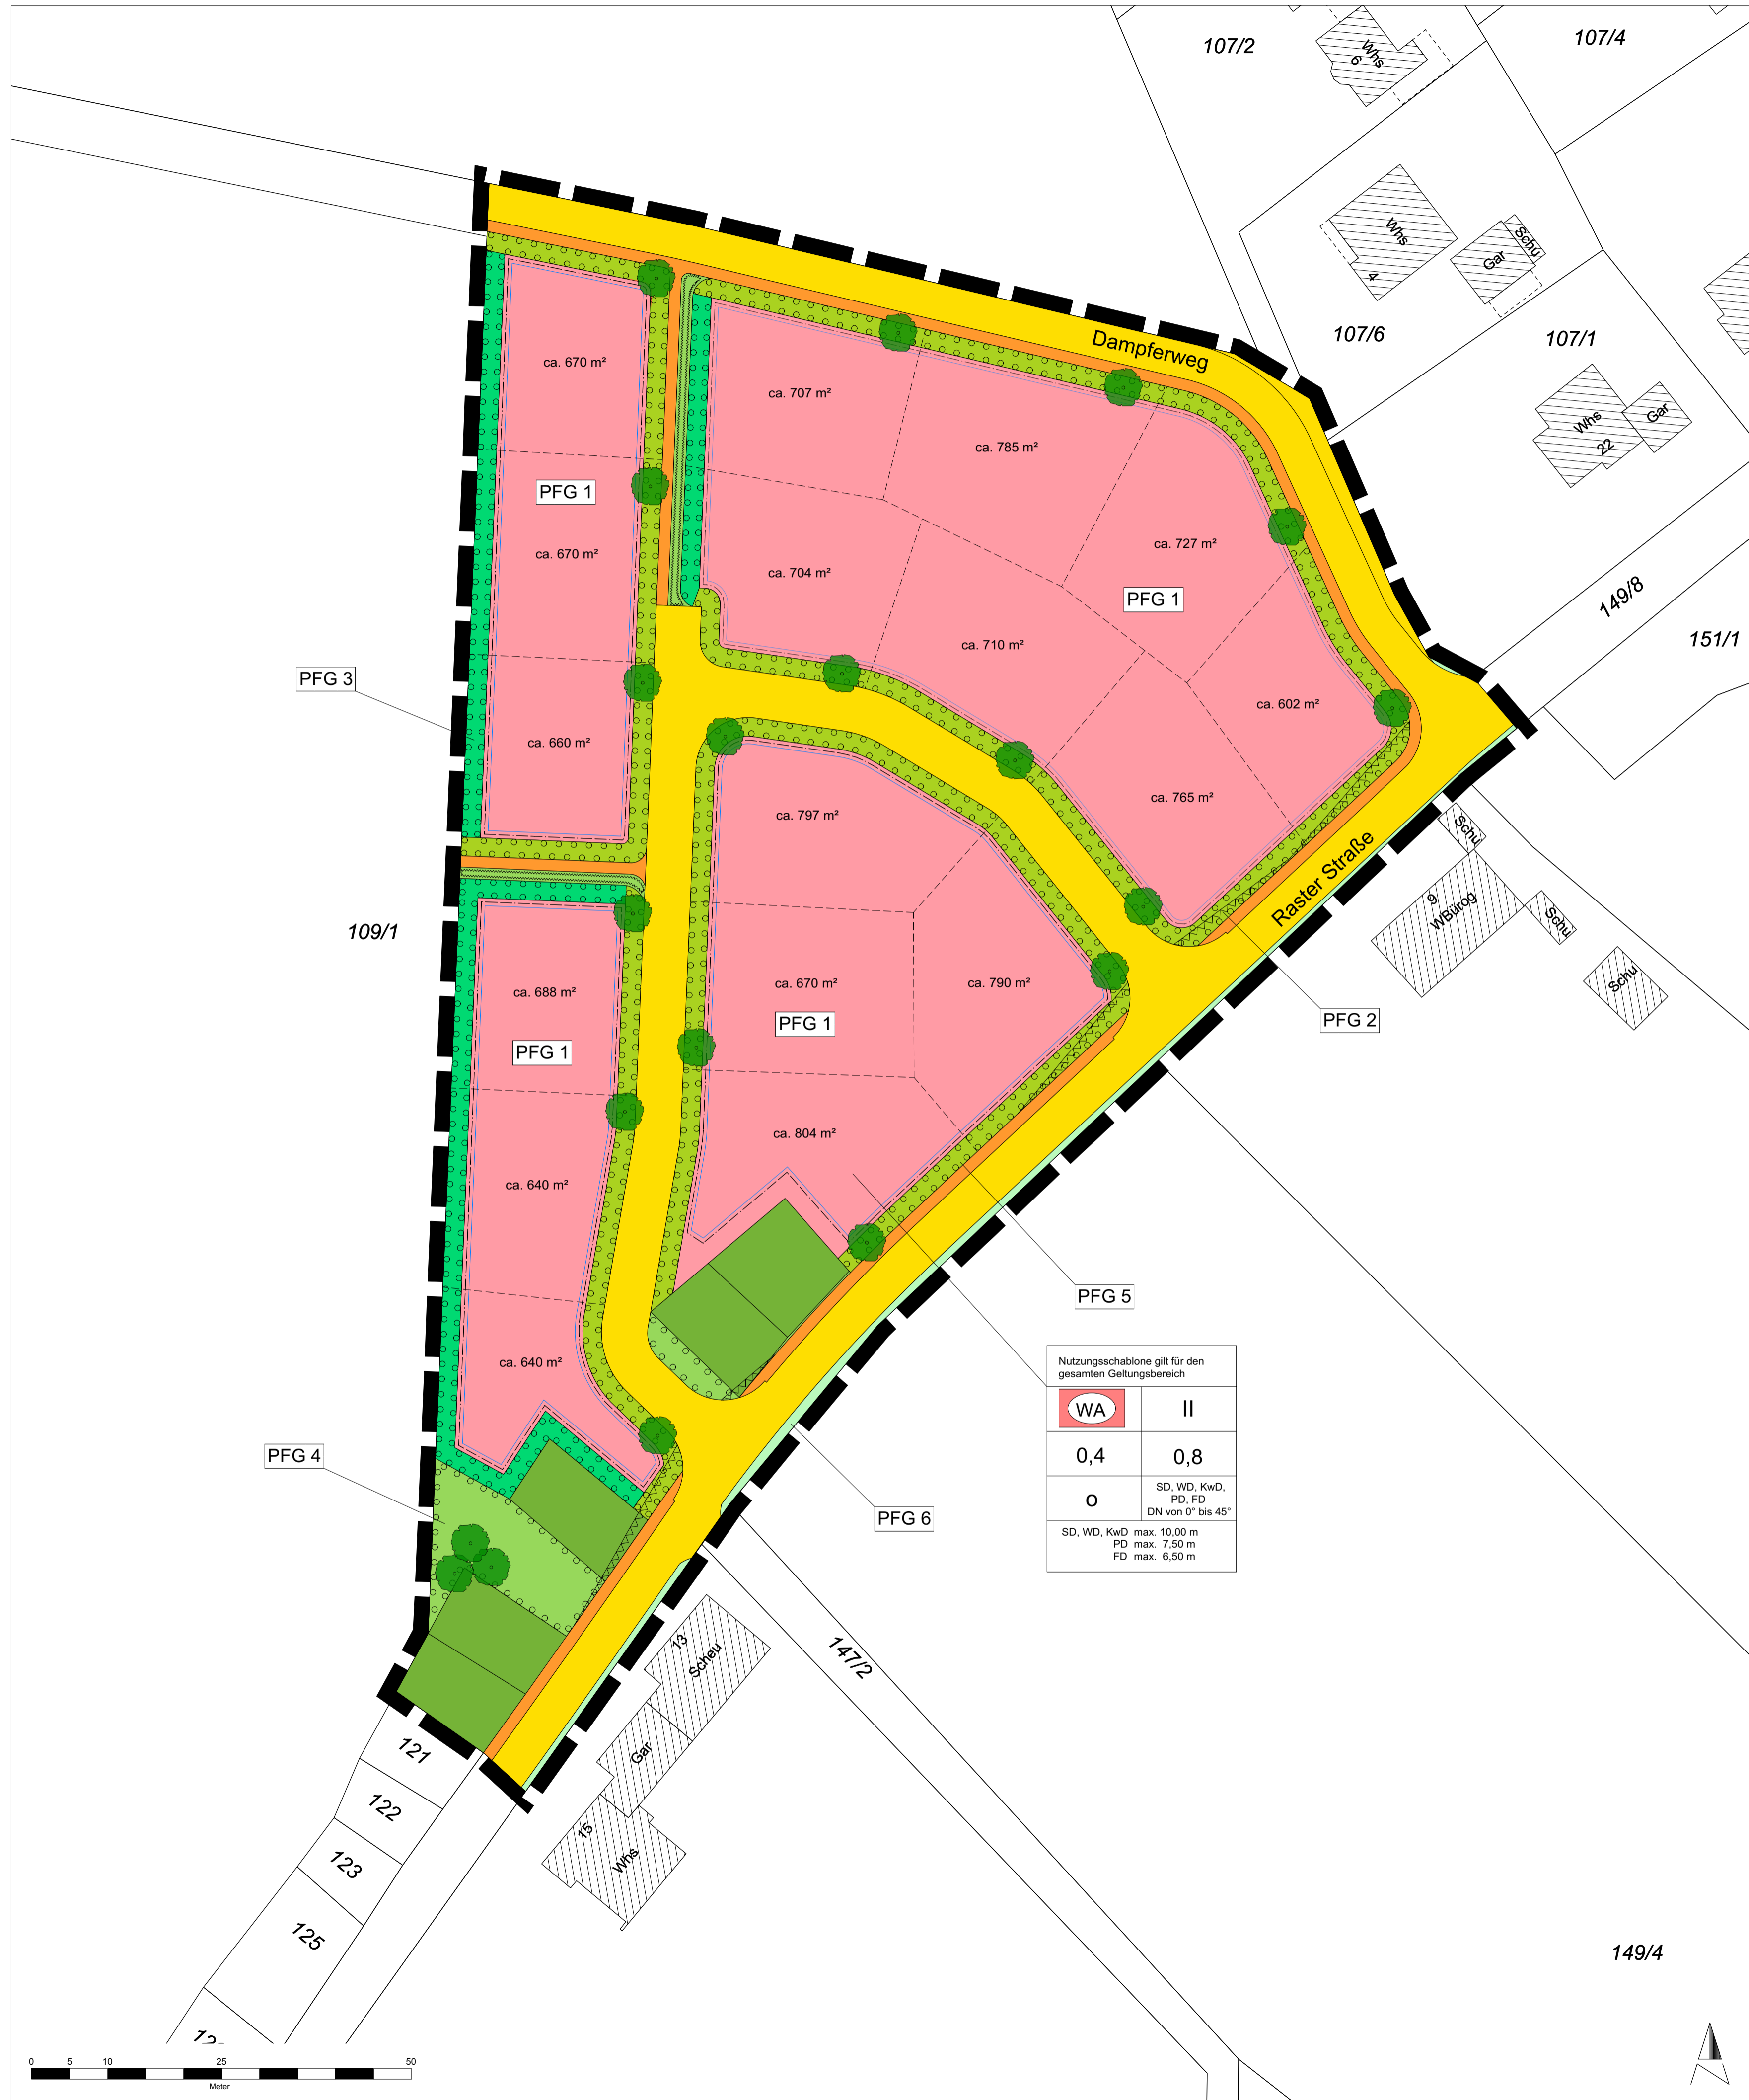 107/2
Whs
6
107/4
Whs
4
Gar
Schu
107/6
107/1
Whs
22
Gar
Dampferweg
ca. 670 m²
ca. 707 m²
ca. 785 m²
PFG 1
ca. 670 m²
ca. 704 m²
ca. 727 m²
PFG 1
149/8
151/1
ca. 710 m²
PFG 3
ca. 602 m²
ca. 660 m²
ca. 765 m²
ca. 797 m²
Raster Straße
Schu
9
WBürog
Schu
Schu
109/1
ca. 688 m²
ca. 670 m²
ca. 790 m²
PFG 1
PFG 1
PFG 2
ca. 804 m²
ca. 640 m²
PFG 5
ca. 640 m²
Nutzungsschablone gilt für den
gesamten Geltungsbereich
WA
II
0,4
0,8
o
SD, WD, KwD,
PD, FD
DN von 0° bis 45°
SD, WD, KwD max. 10,00 m
PD max. 7,50 m
FD max. 6,50 m
PFG 4
PFG 6
13
Scheu
147/2
Gar
15
Whs
121
122
123
125
149/4
0 5 10 25 50
Meter